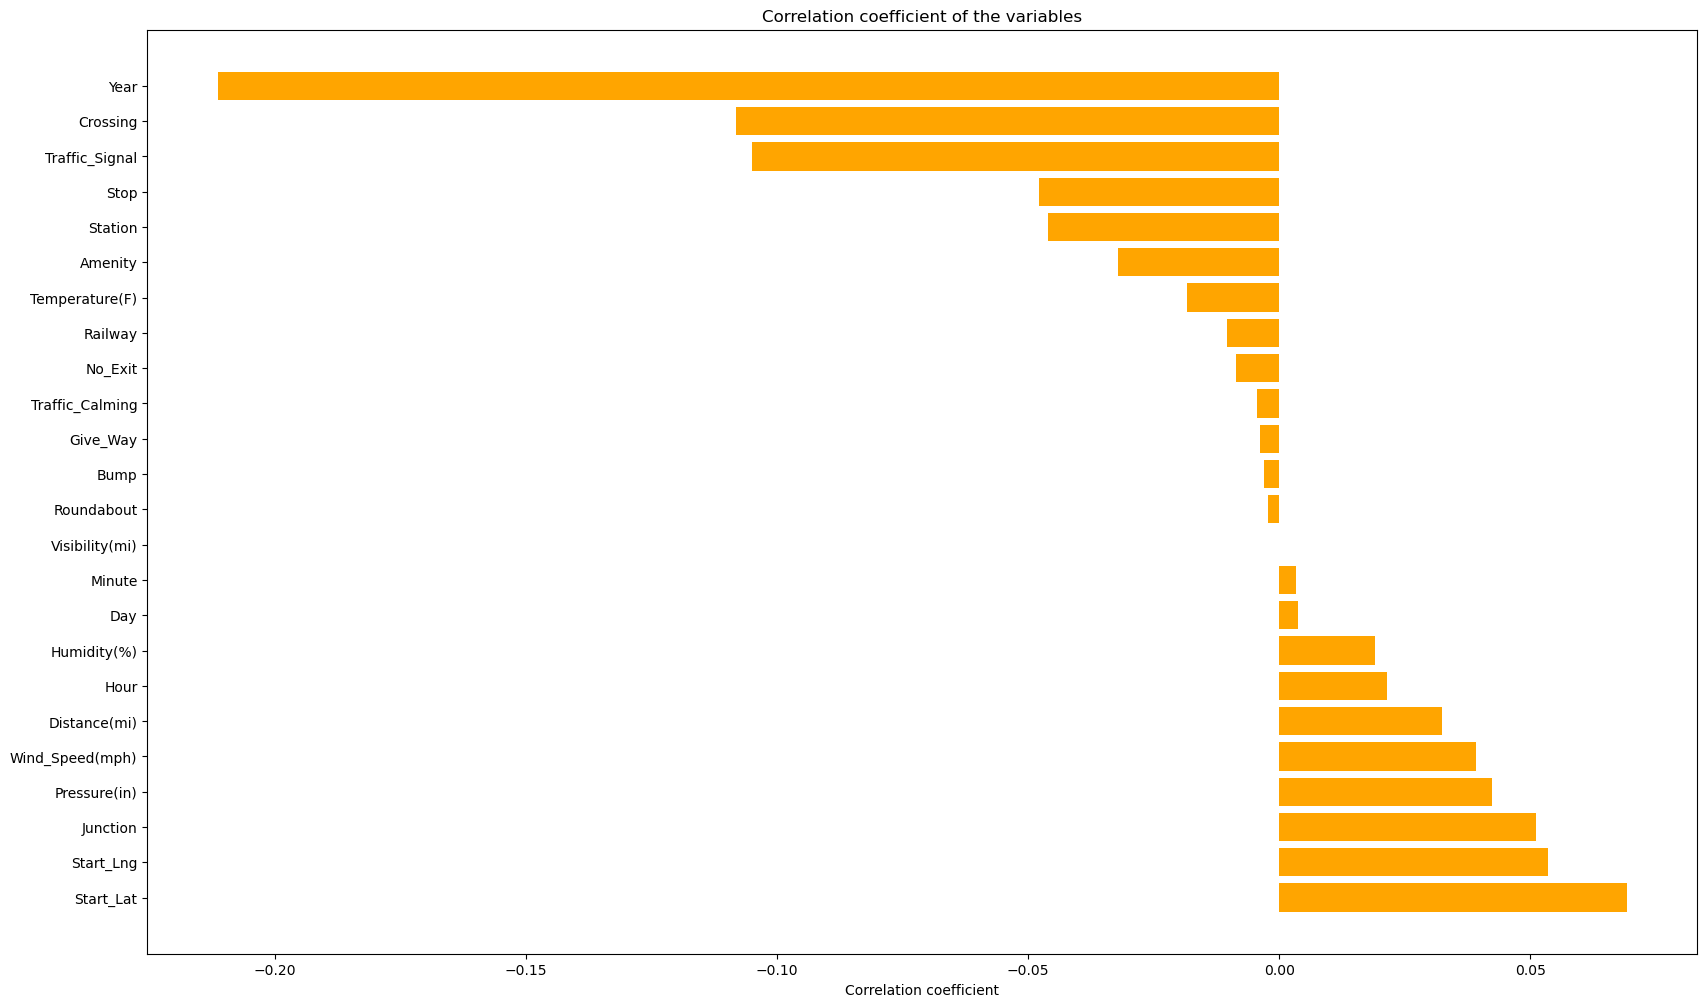 Correlation coefficient of the variables
Year
Crossing
Traffic_Signal
Stop
Station
Amenity
Temperature(F)
Railway
No_Exit
Traffic_Calming
Give_Way
Bump
Roundabout
Visibility(mi)
Minute
Day
Humidity(%)
Hour
Distance(mi)
Wind_Speed(mph)
Pressure(in)
Junction
Start_Lng
Start_Lat
−0.20 −0.15 −0.10 −0.05 0.00 0.05
Correlation coefficient